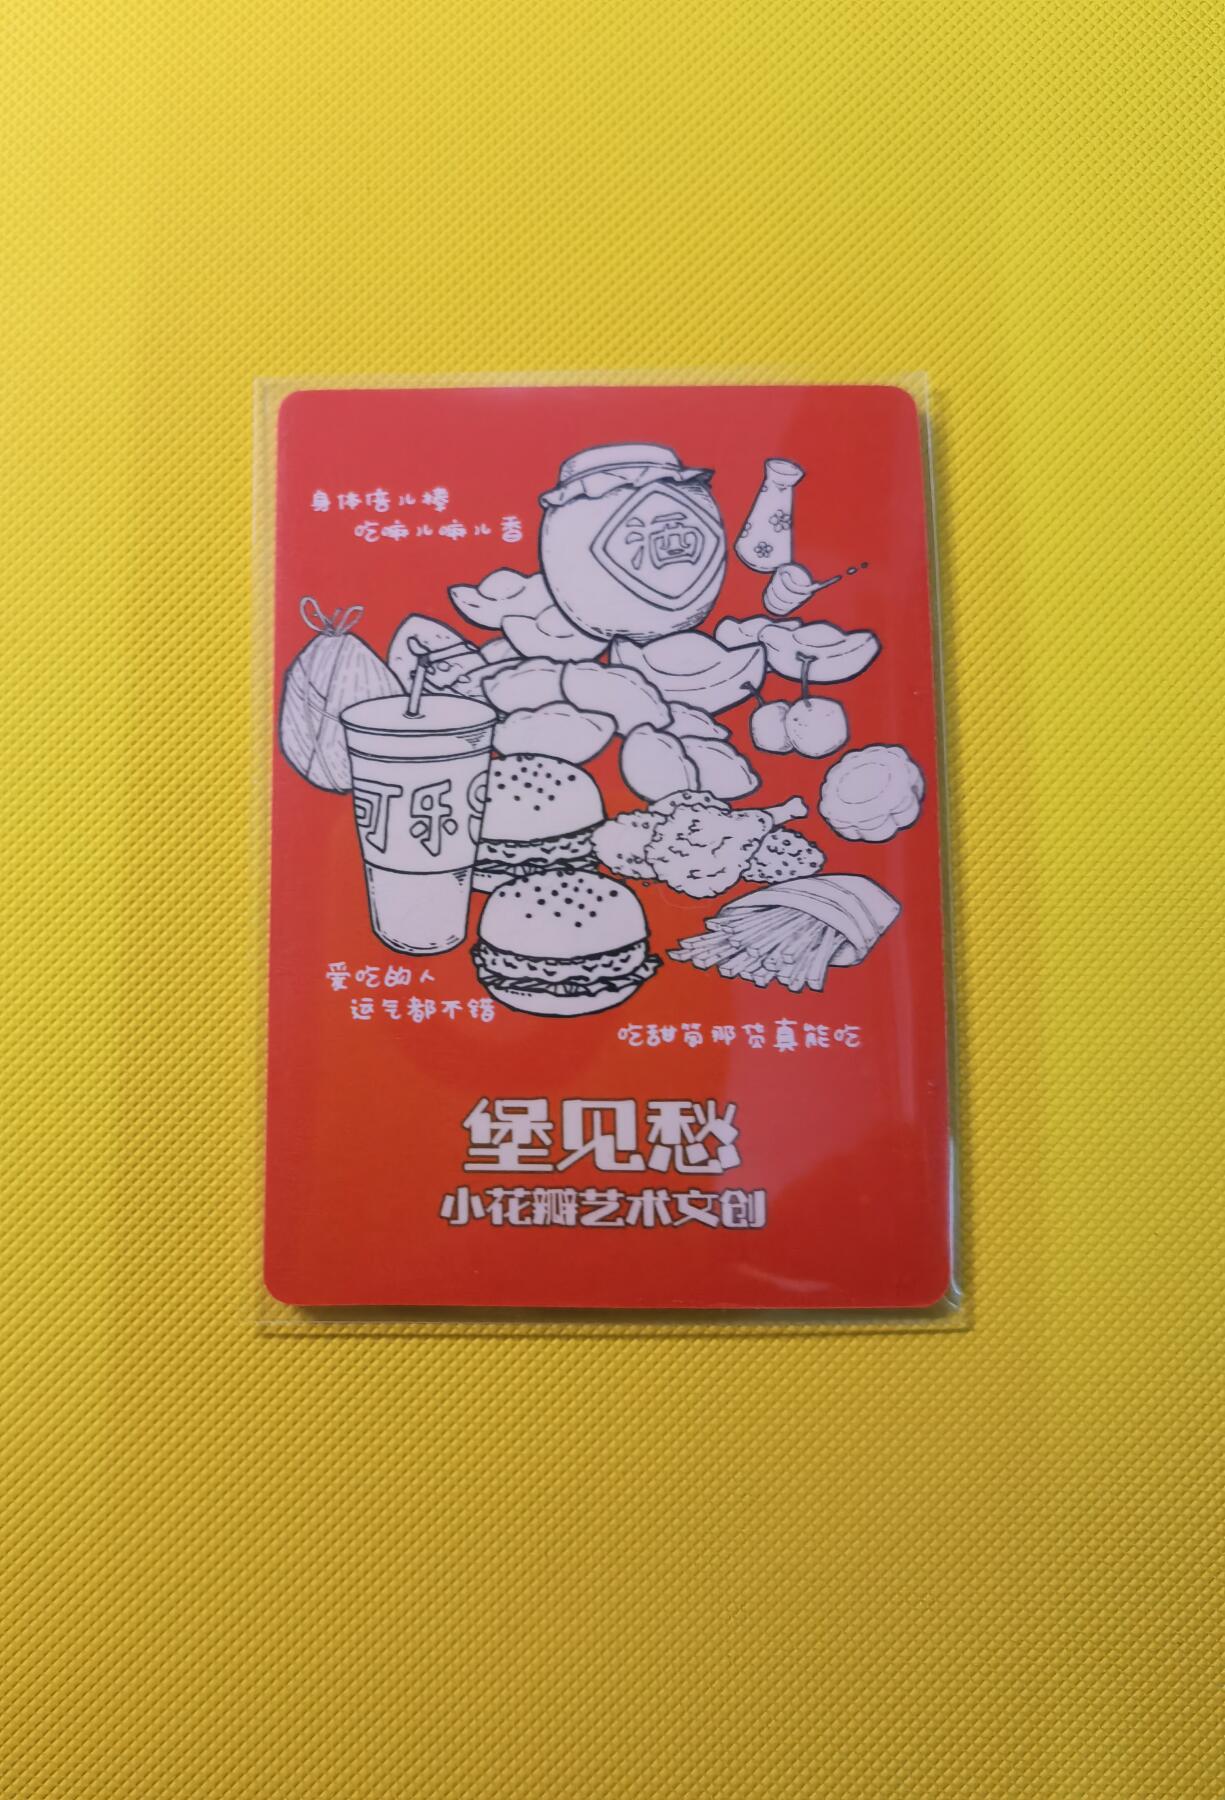 身体倍儿棒
吃嘛儿嘛儿香
酒
可乐
爱吃的人
运气都不错
吃甜筒那货真能吃
堡见愁
小花瓣艺术文创